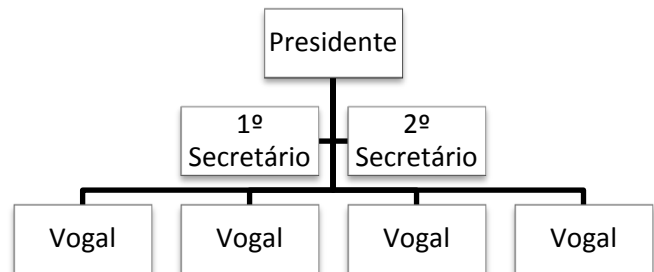 Presidente
1º
Secretário
2º
Secretário
Vogal
Vogal
Vogal
Vogal